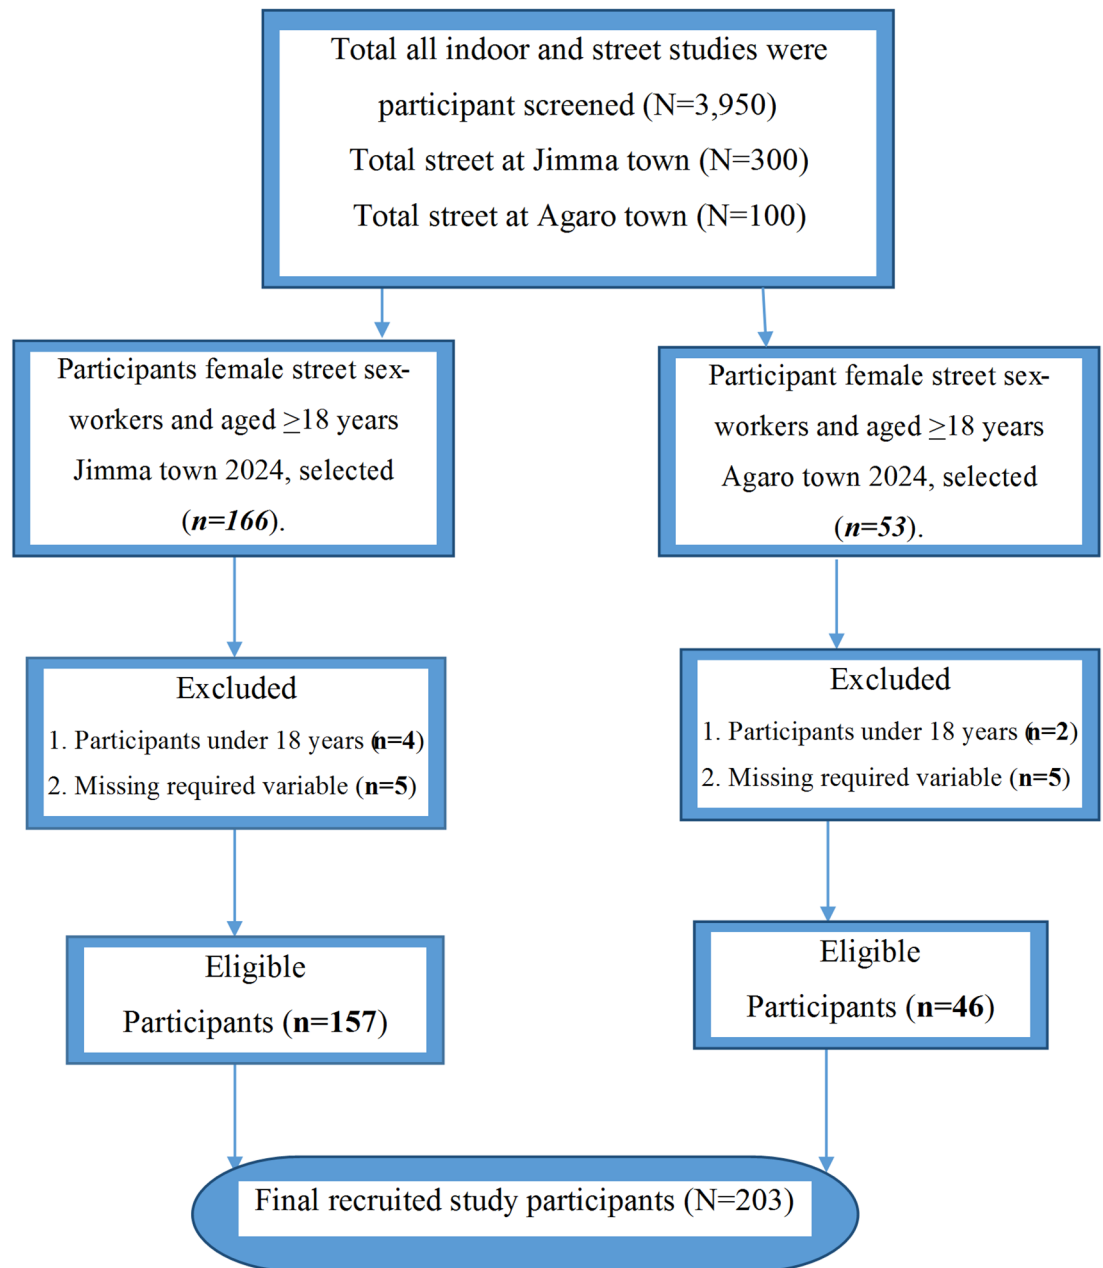 Total all indoor and street studies were
participant screened (N=3,950)
Total street at Jimma town (N=300)
Total street at Agaro town (N=100)
Participants female street sex-
workers and aged ≥18 years
Jimma town 2024, selected
(n=166).
Participant female street sex-
workers and aged ≥18 years
Agaro town 2024, selected
(n=53).
Excluded
1. Participants under 18 years (n=4)
2. Missing required variable (n=5)
Excluded
1. Participants under 18 years (n=2)
2. Missing required variable (n=5)
Eligible
Participants (n=157)
Eligible
Participants (n=46)
Final recruited study participants (N=203)